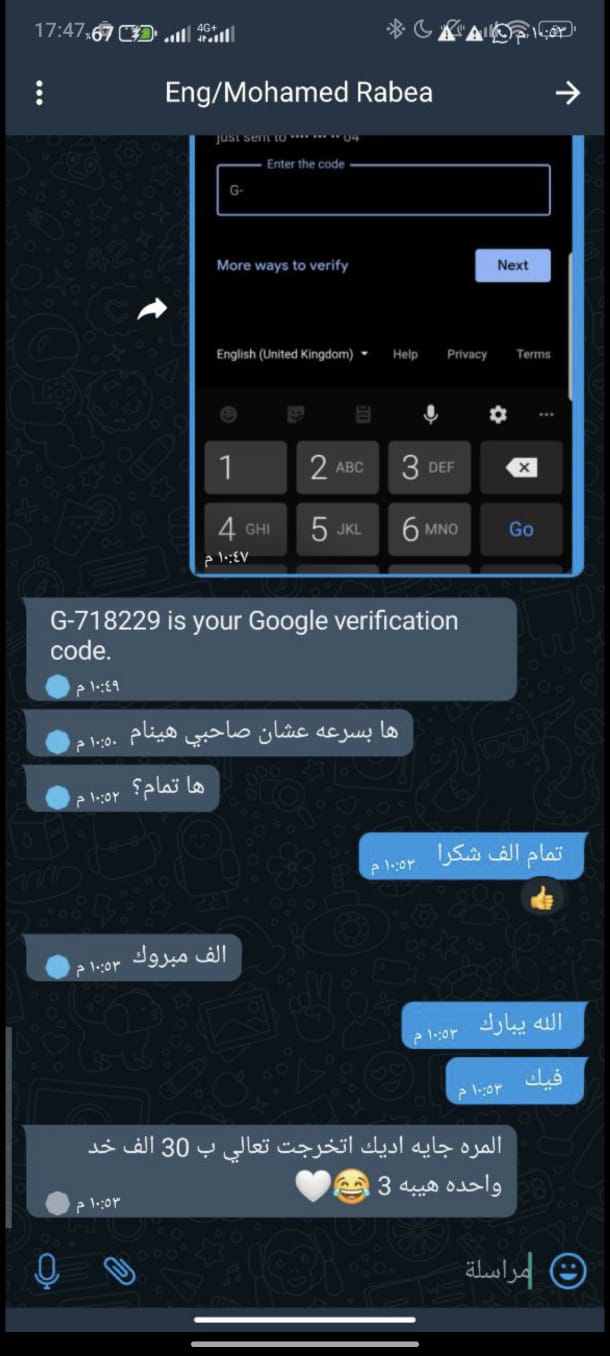 17:47
%67
4G+
١٠:٥٣ م
Eng/Mohamed Rabea
just sent to •••• ••• •• 04
Enter the code
G-
More ways to verify
Next
English (United Kingdom)
Help
Privacy
Terms
1
2 ABC
3 DEF
4 GHI
5 JKL
6 MNO
Go
١٠:٤٧ م
G-718229 is your Google verification
code.
١٠:٤٩ م
ها بسرعه عشان صاحبي هينام
١٠:٥٠ م
ها تمام؟
١٠:٥٢ م
تمام الف شكرا
١٠:٥٣ م
الف مبروك
١٠:٥٣ م
الله يبارك
١٠:٥٣ م
فيك
١٠:٥٣ م
المره جايه اديك اتخرجت تعالي ب 30 الف خد
واحده هيبه 3 😂🤍
١٠:٥٣ م
مراسلة